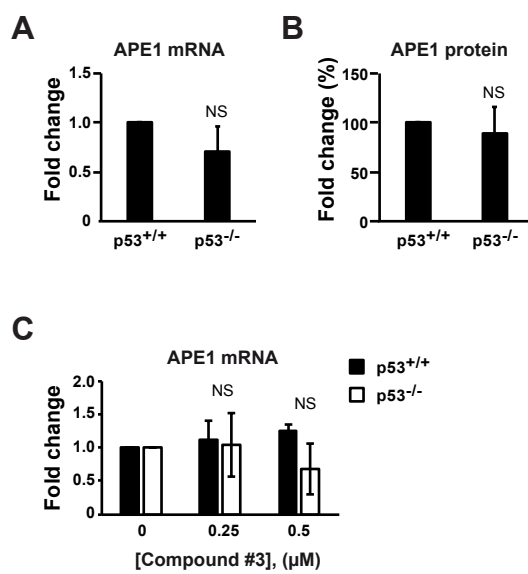 A
APE1 mRNA
Fold change
1.5
1.0
0.5
0
NS
p53+/+
p53-/-
B
APE1 protein
Fold change (%)
150
100
50
0
NS
p53+/+
p53-/-
C
APE1 mRNA
Fold change
2.0
1.5
1.0
0.5
0
NS
NS
0
0.25
0.5
[Compound #3], (µM)
p53+/+
p53-/-